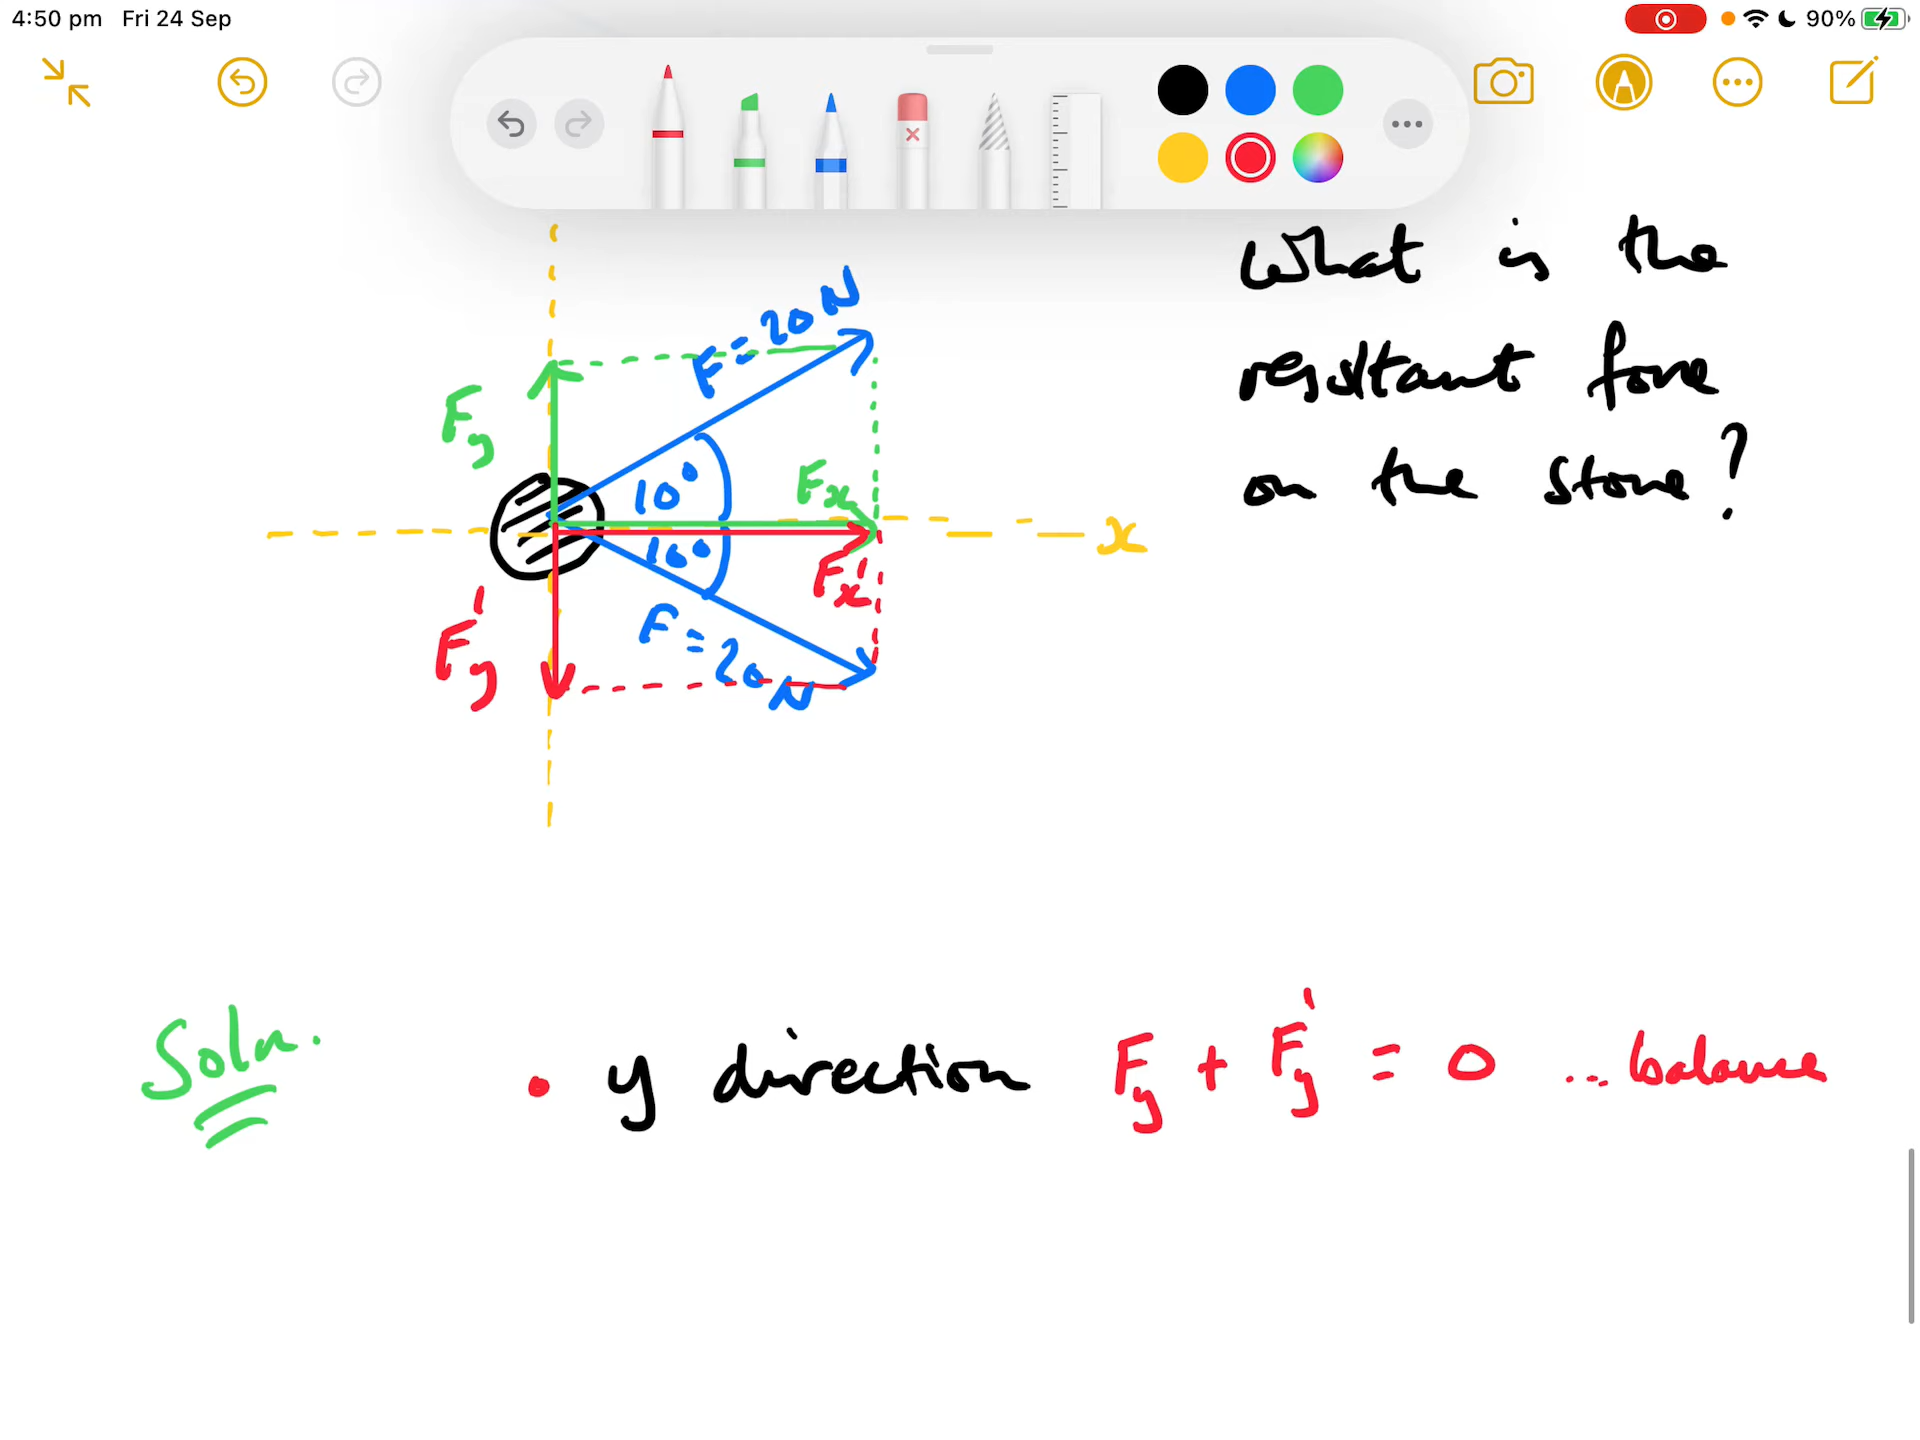 4:50 pm Fri 24 Sep
90%
What is the
resultant force
on the stone?
F = 20 N
Fy
10°
Fx
x
10°
Fx'
Fy'
F = 20 N
Soln.
• y direction Fy + Fy' = 0 ... balance